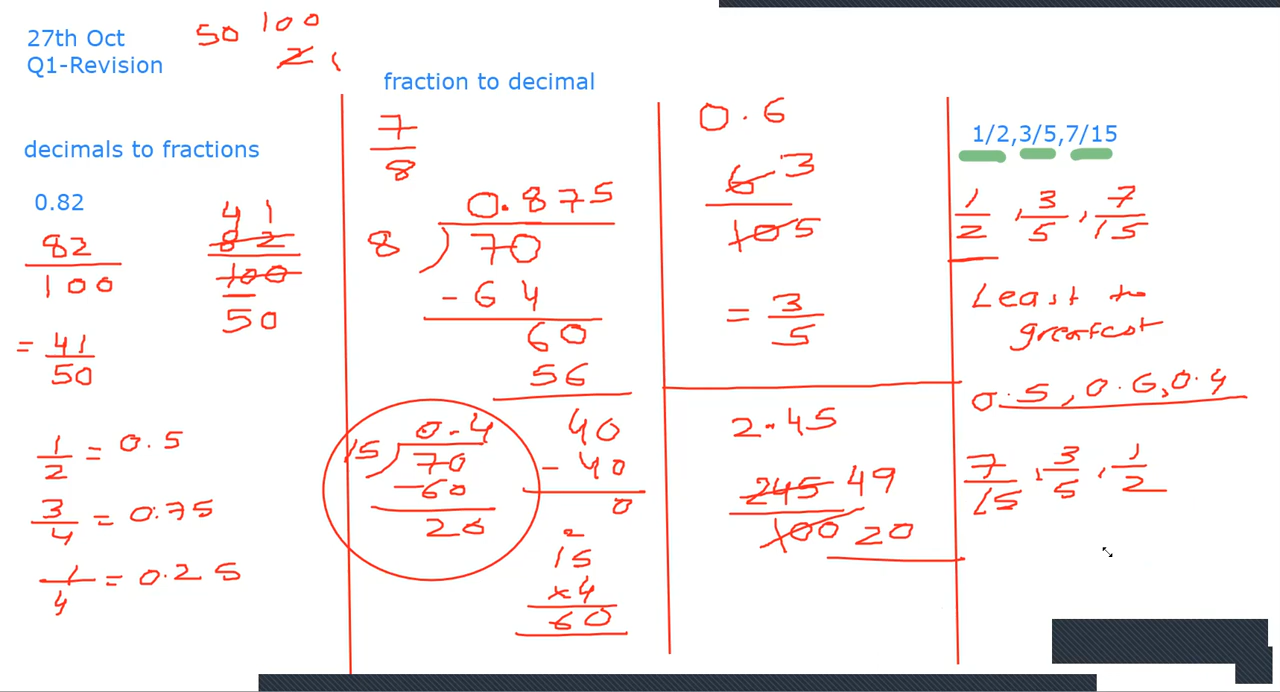 27th Oct
Q1-Revision
50 100
2 1
decimals to fractions
0.82
82/100
= 41/50
41
82
100
50
1/2 = 0.5
3/4 = 0.75
1/4 = 0.25
fraction to decimal
7/8
0.875
8 ) 70
- 64
60
56
40
- 40
0
0.4
15 ) 70
- 60
20
2
15
x4
60
0.6
6 3
10 5
= 3/5
2.45
245 49
100 20
1/2,3/5,7/15
1/2 , 3/5 , 7/15
Least to
greatest
0.5, 0.6, 0.4
7/15 , 3/5 , 1/2